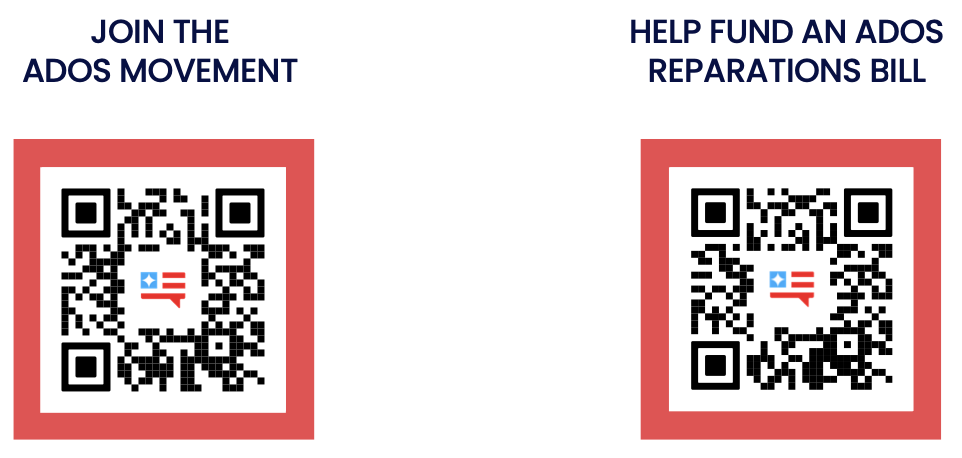 JOIN THE
ADOS MOVEMENT
HELP FUND AN ADOS
REPARATIONS BILL